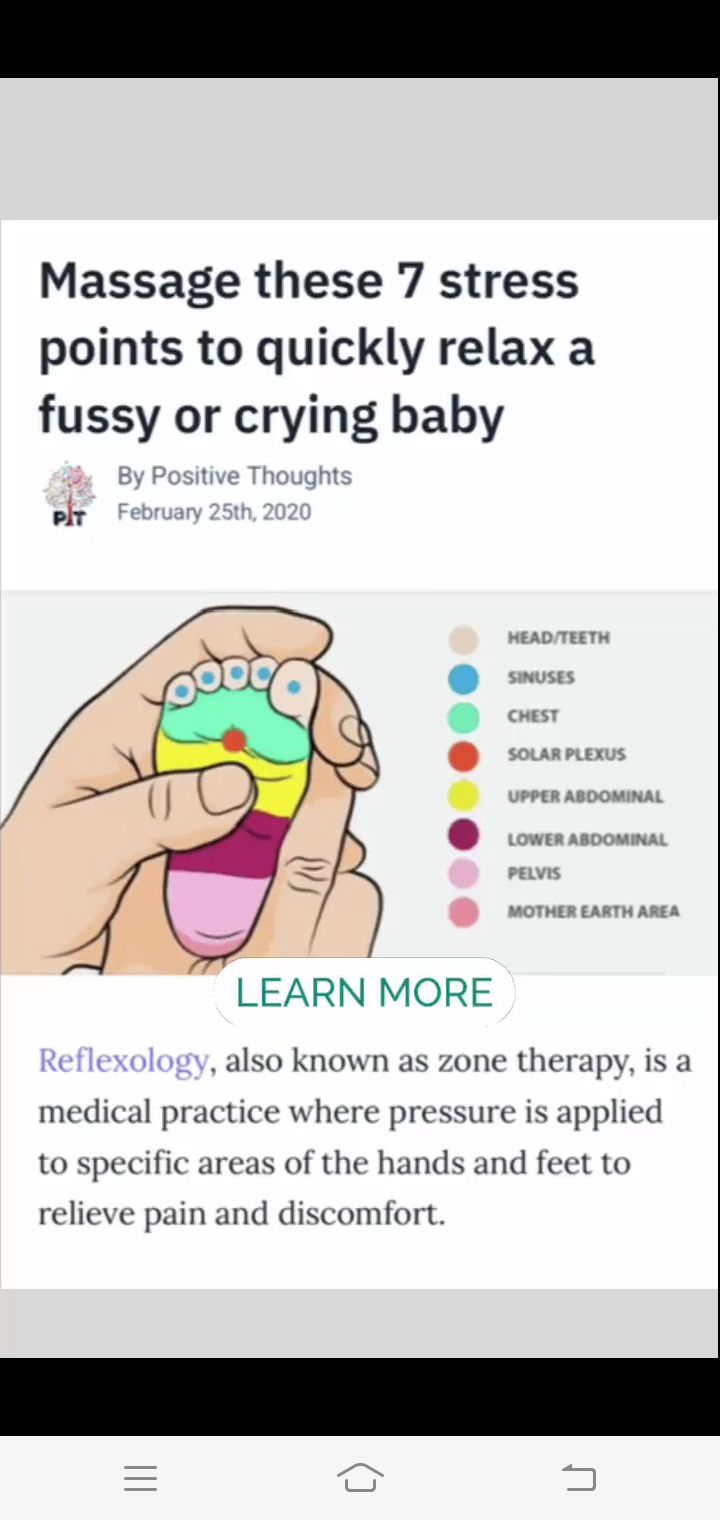 Massage these 7 stress
points to quickly relax a
fussy or crying baby
By Positive Thoughts
PIT
February 25th, 2020
HEAD/TEETH
SINUSES
CHEST
SOLAR PLEXUS
UPPER ABDOMINAL
LOWER ABDOMINAL
PELVIS
MOTHER EARTH AREA
LEARN MORE
Reflexology, also known as zone therapy, is a
medical practice where pressure is applied
to specific areas of the hands and feet to
relieve pain and discomfort.